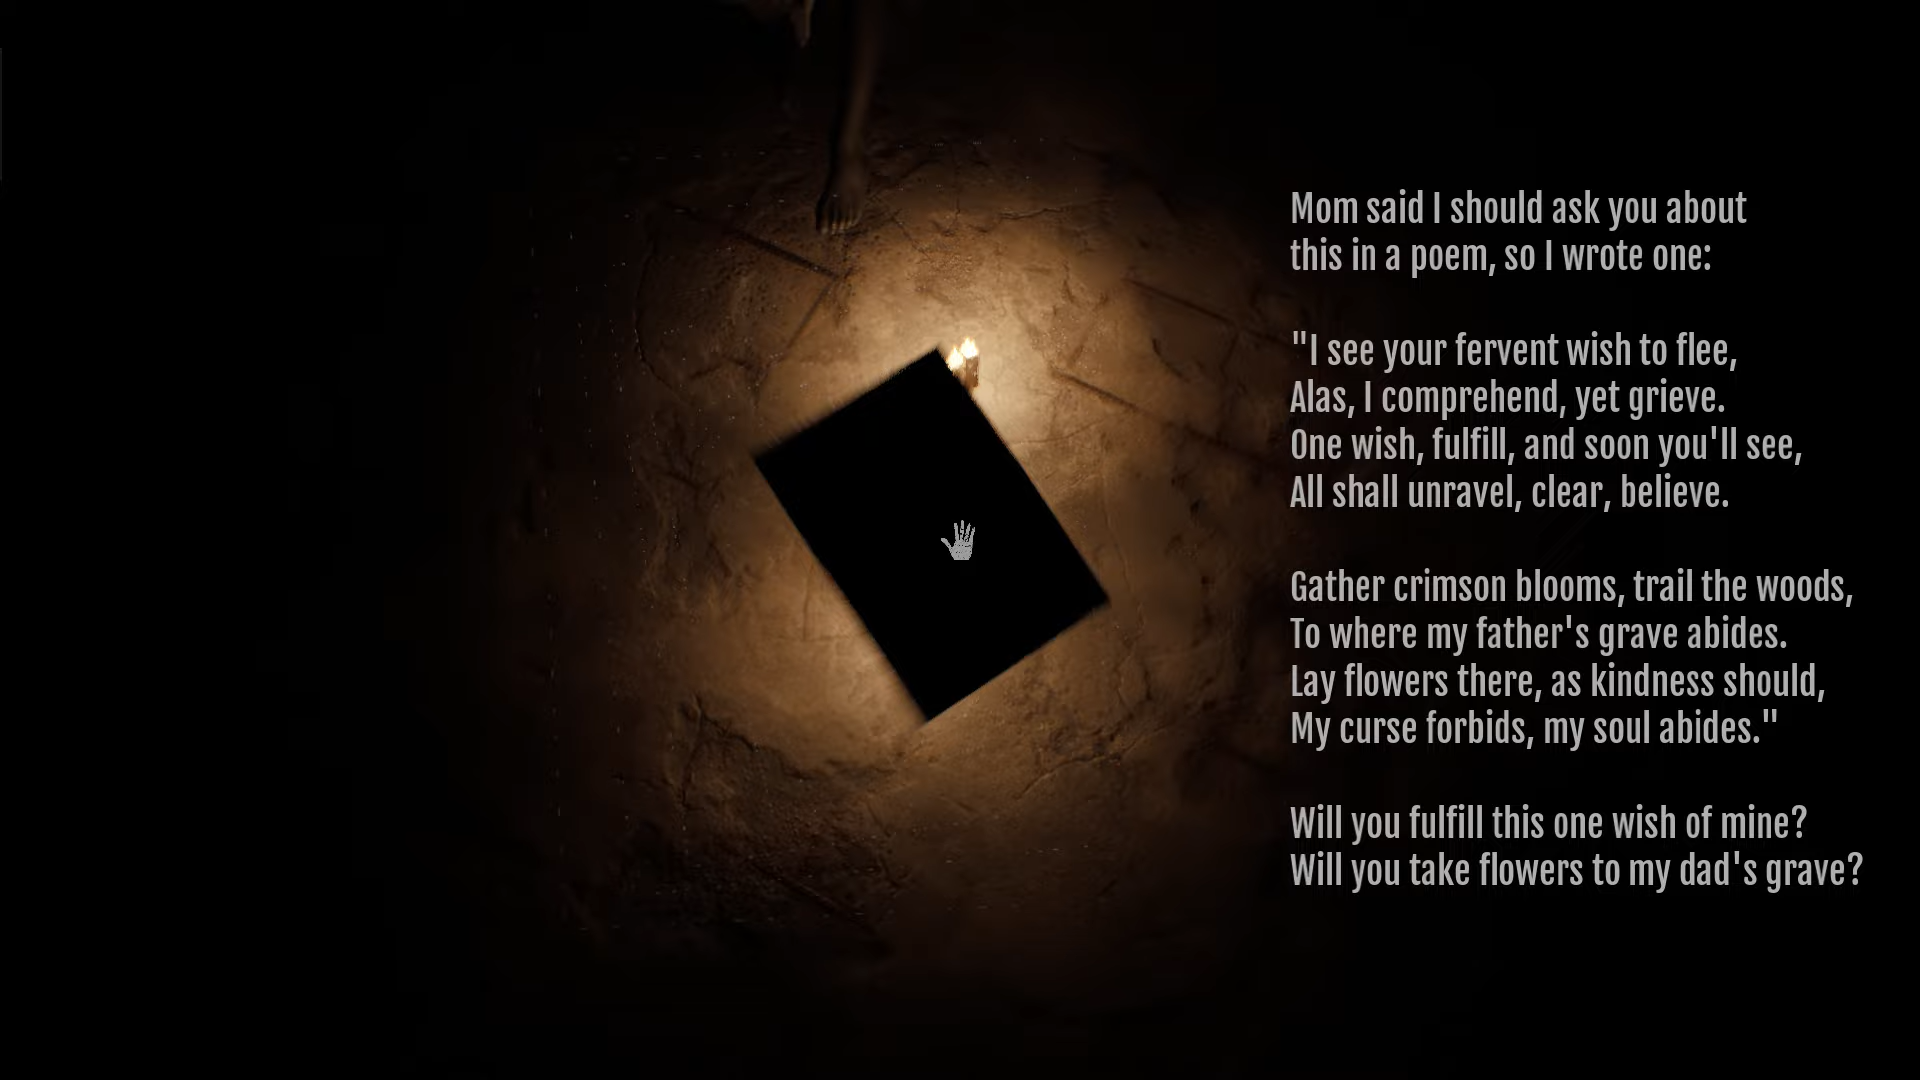 Mom said I should ask you about
this in a poem, so I wrote one:
"I see your fervent wish to flee,
Alas, I comprehend, yet grieve.
One wish, fulfill, and soon you'll see,
All shall unravel, clear, believe.
Gather crimson blooms, trail the woods,
To where my father's grave abides.
Lay flowers there, as kindness should,
My curse forbids, my soul abides."
Will you fulfill this one wish of mine?
Will you take flowers to my dad's grave?